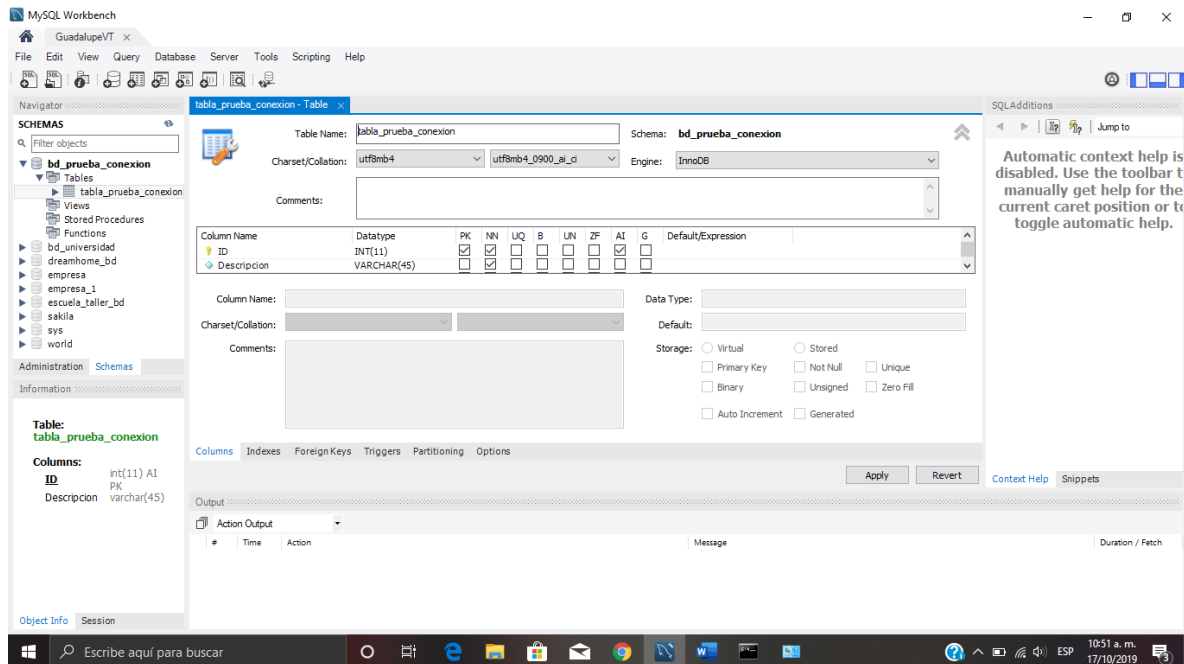 MySQL Workbench
GuadalupeVT ×
File Edit View Query Database Server Tools Scripting Help
Navigator
SCHEMAS
Filter objects
bd_prueba_conexion
Tables
tabla_prueba_conexion
Views
Stored Procedures
Functions
bd_universidad
dreamhome_bd
empresa
empresa_1
escuela_taller_bd
sakila
sys
world
Administration Schemas
Information
Table:
tabla_prueba_conexion
Columns:
ID int(11) AI
PK
Descripcion varchar(45)
Object Info Session
tabla_prueba_conexion - Table ×
Table Name: tabla_prueba_conexion Schema: bd_prueba_conexion
Charset/Collation: utf8mb4 utf8mb4_0900_ai_ci Engine: InnoDB
Comments:
Column Name Datatype PK NN UQ B UN ZF AI G Default/Expression
ID INT(11)
Descripcion VARCHAR(45)
Column Name: Data Type:
Charset/Collation: Default:
Comments: Storage: Virtual Stored
Primary Key Not Null Unique
Binary Unsigned Zero Fill
Auto Increment Generated
Columns Indexes Foreign Keys Triggers Partitioning Options
Apply Revert
Output
Action Output
# Time Action Message Duration / Fetch
SQLAdditions
Jump to
Automatic context help is
disabled. Use the toolbar t
manually get help for the
current caret position or to
toggle automatic help.
Context Help Snippets
Escribe aquí para buscar
ESP
10:51 a. m.
17/10/2019